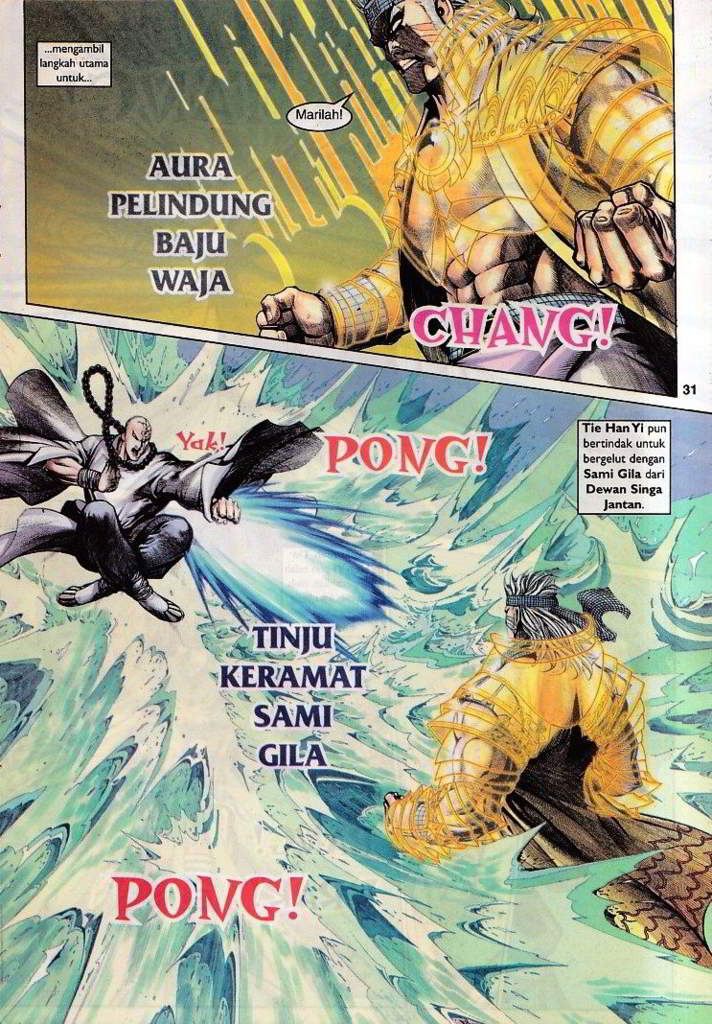 ...mengambil
langkah utama
untuk...
Marilah!
AURA
PELINDUNG
BAJU
WAJA
CHANG!
31
Yak!
PONG!
Tie Han Yi pun
bertindak untuk
bergelut dengan
Sami Gila dari
Dewan Singa
Jantan.
TINJU
KERAMAT
SAMI
GILA
PONG!